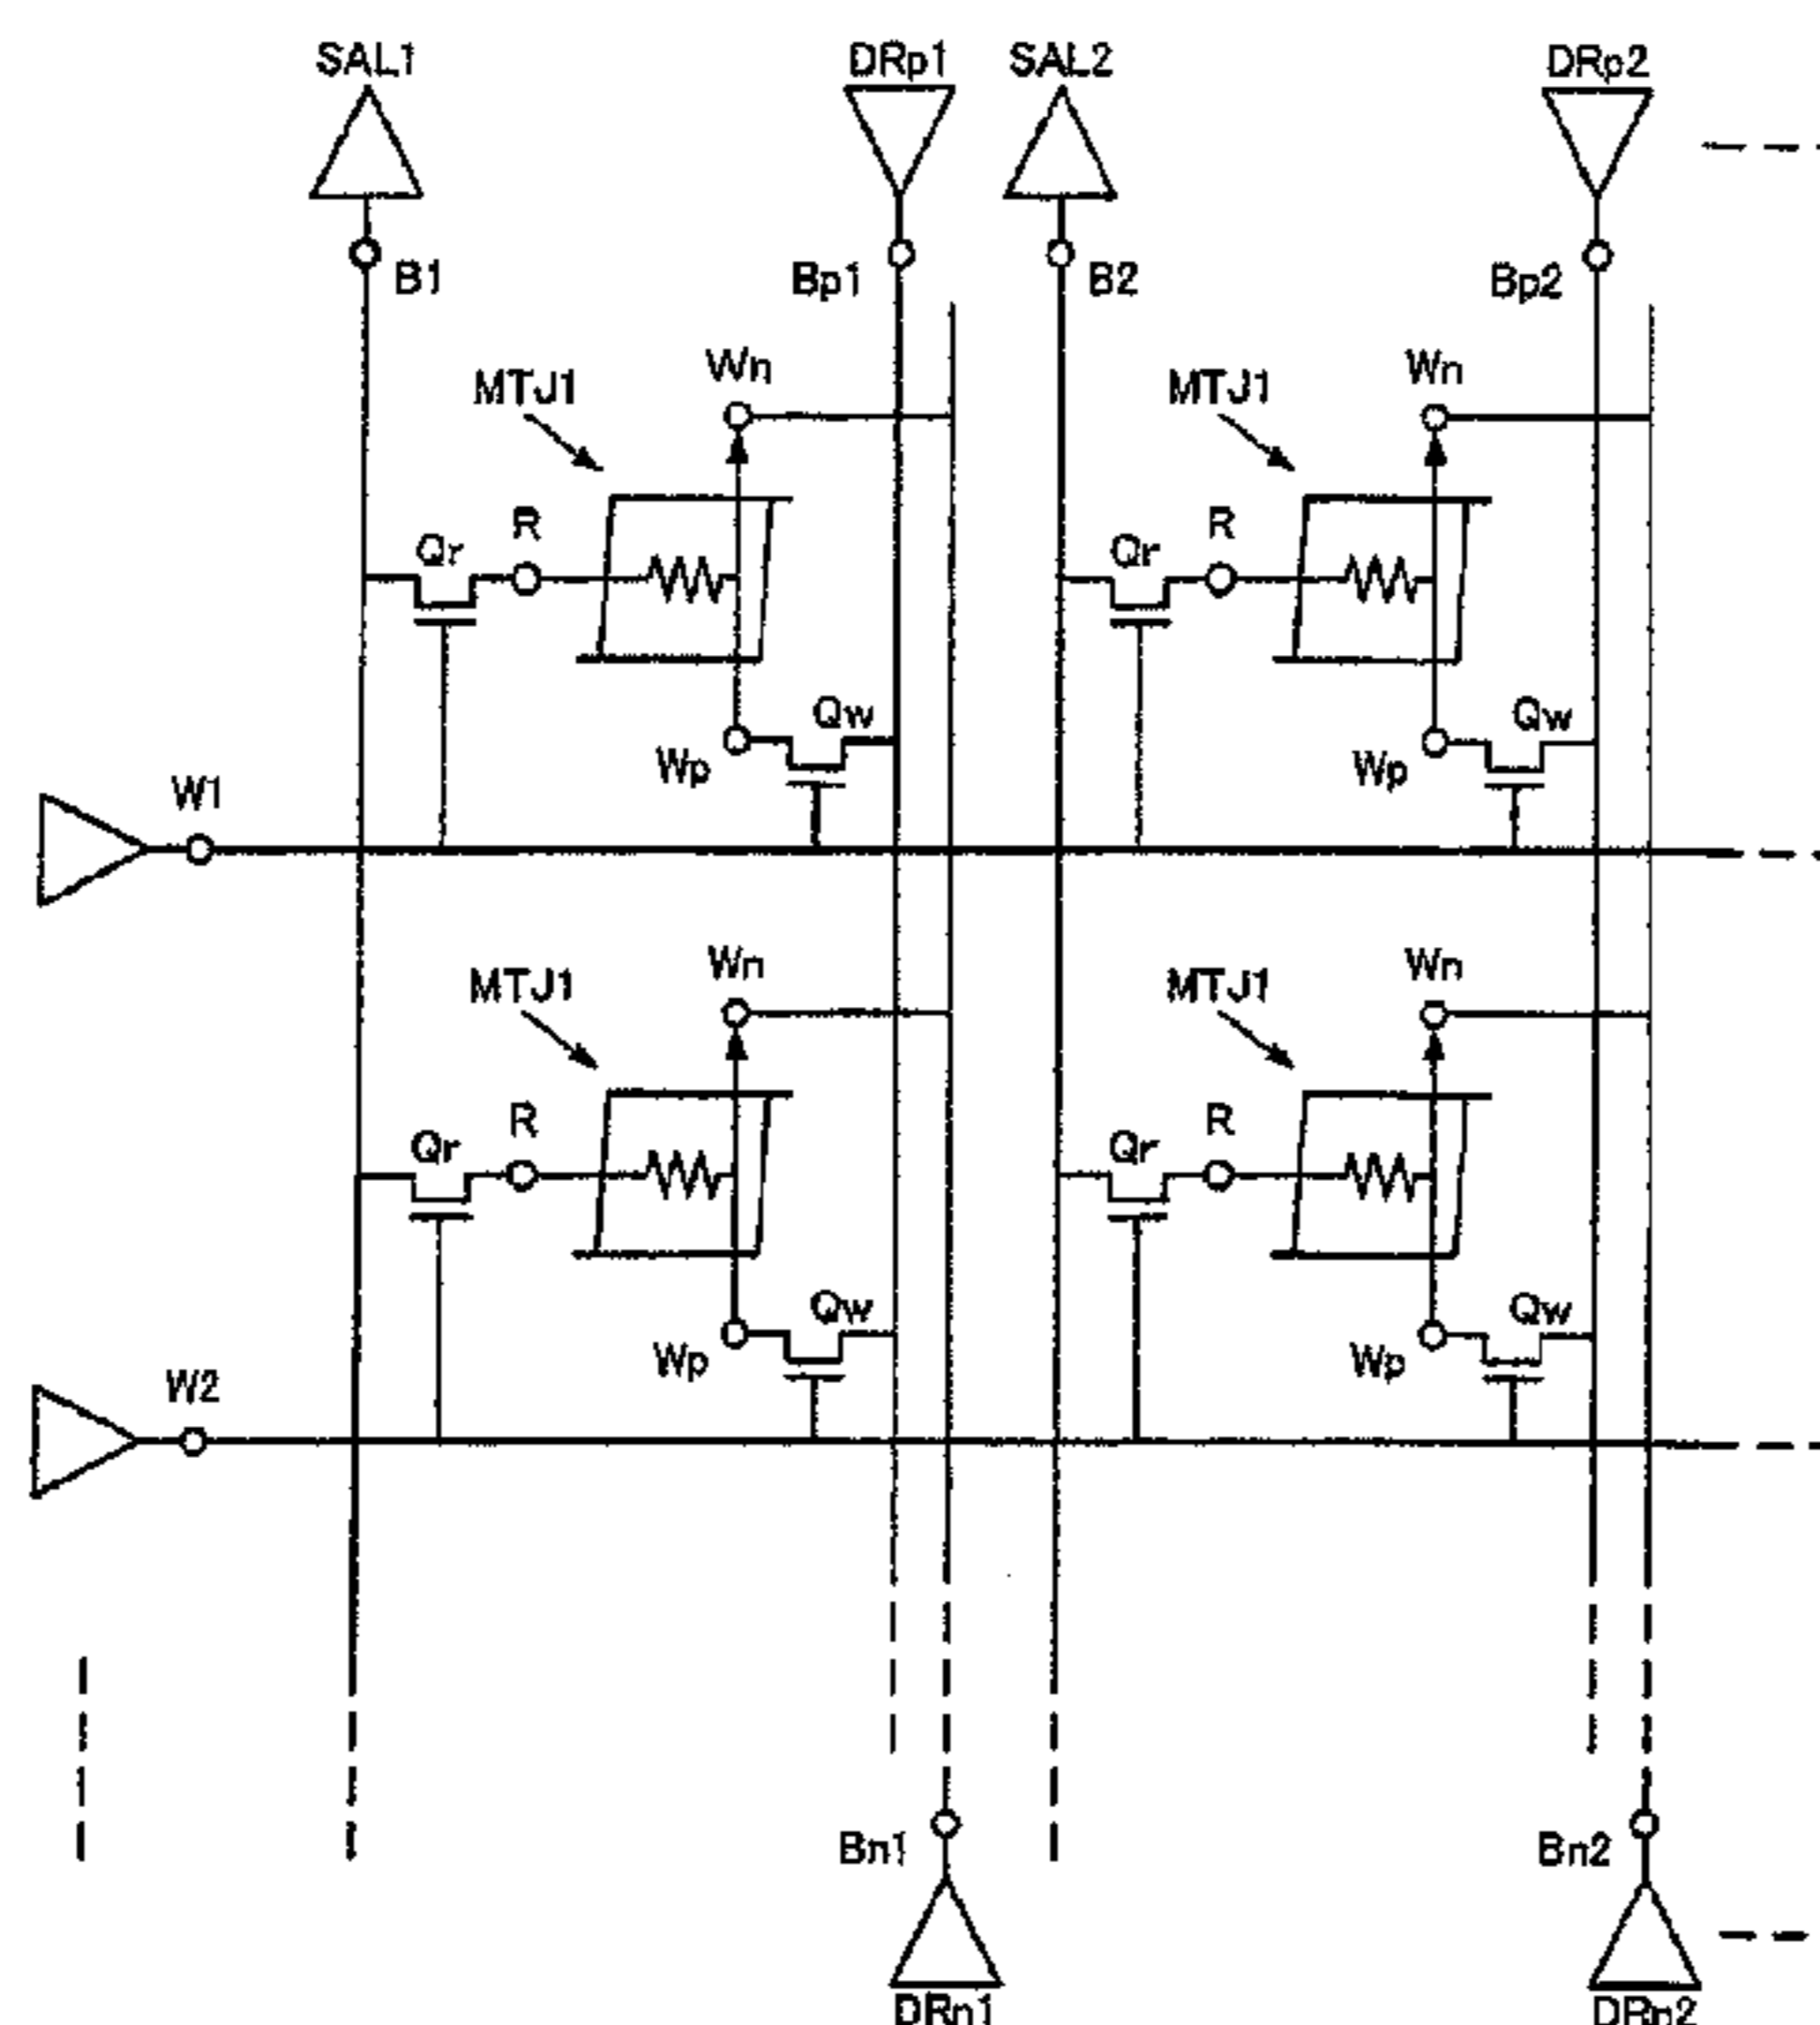 SAL1 DRp1 SAL2 DRp2
B1 Bp1 B2 Bp2
MTJ1 Wn MTJ1 Wn
Qr R Qr R
Wp Qw Wp Qw
W1
MTJ1 Wn MTJ1 Wn
Qr R Qr R
Wp Qw Wp Qw
W2
Bn1 Bn2
DRn1 DRn2